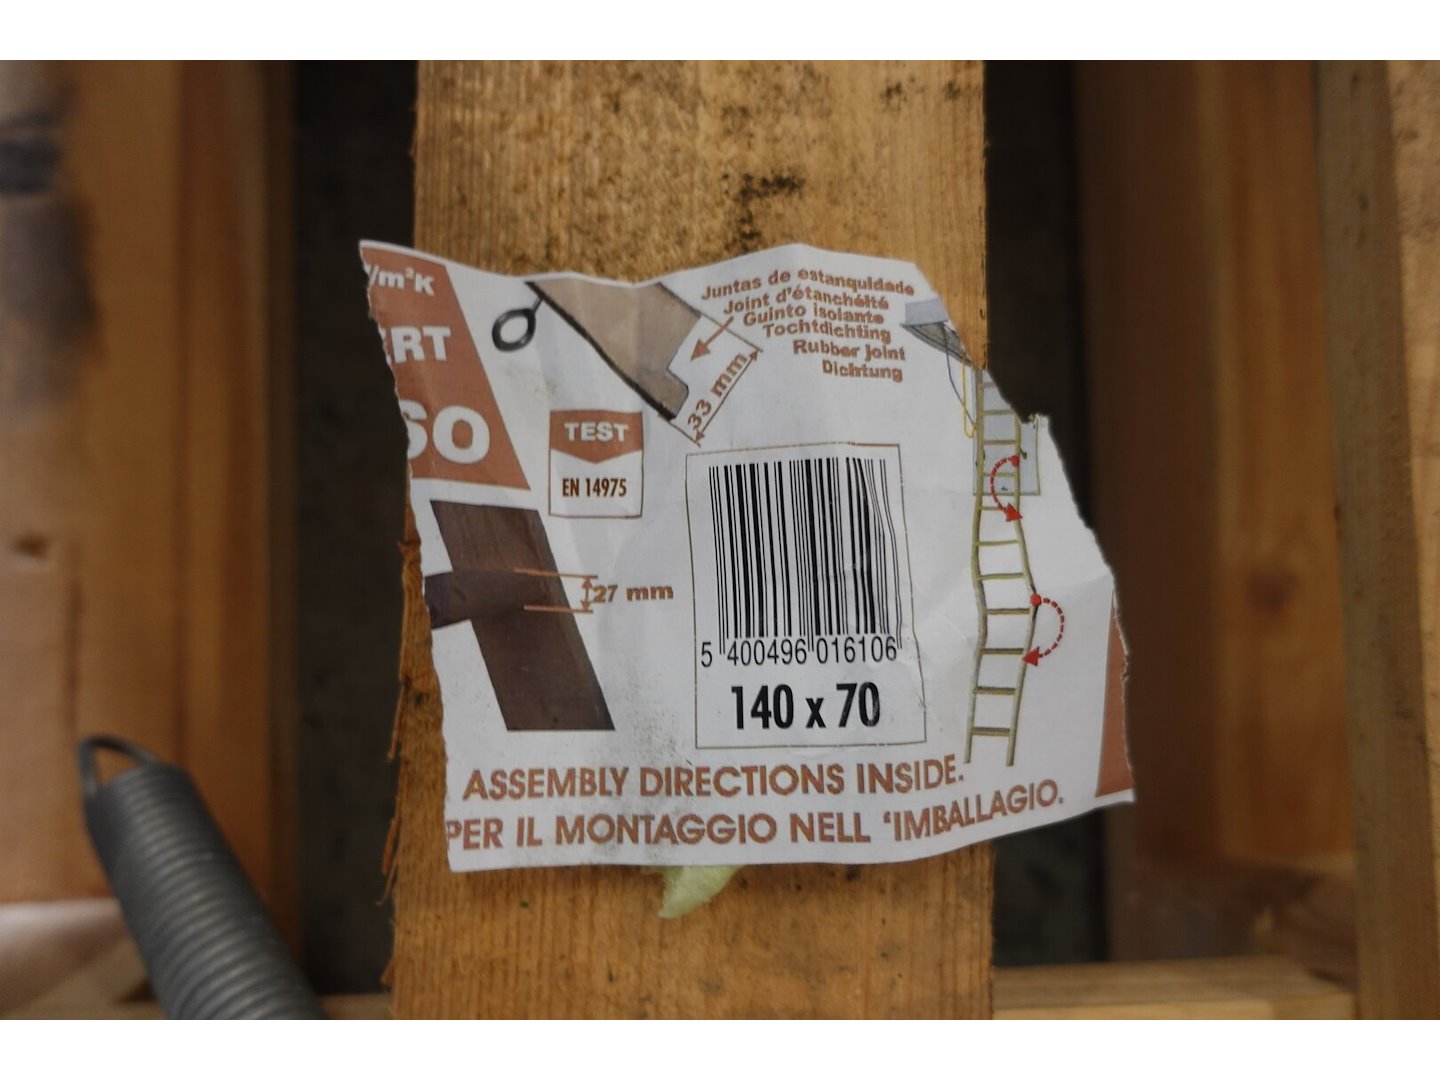 /m²K
ERT
SO
Juntas de estanquidade
Joint d'étanchéité
Guinto isolante
Tochtdichting
Rubber joint
Dichtung
33 mm
TEST
EN 14975
27 mm
5 400496 016106
140 x 70
ASSEMBLY DIRECTIONS INSIDE.
PER IL MONTAGGIO NELL 'IMBALLAGIO.